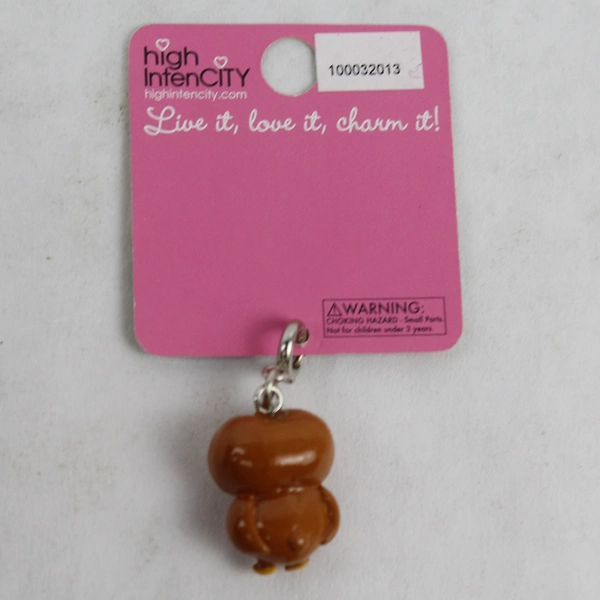 high
IntenCITY
highintencity.com
100032013
Live it, love it, charm it!
WARNING:
CHOKING HAZARD - Small Parts.
Not for children under 3 years.